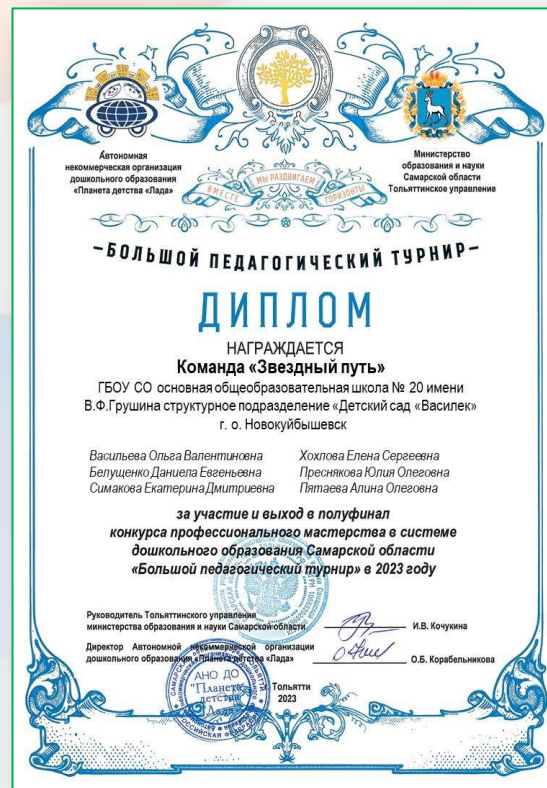 Автономная
некоммерческая организация
дошкольного образования
«Планета детства «Лада»
Министерство
образования и науки
Самарской области
Тольяттинское управление
ВМЕСТЕ МЫ РАЗДВИГАЕМ ГОРИЗОНТЫ
–БОЛЬШОЙ ПЕДАГОГИЧЕСКИЙ ТУРНИР–
ДИПЛОМ
НАГРАЖДАЕТСЯ
Команда «Звездный путь»
ГБОУ СО основная общеобразовательная школа № 20 имени
В.Ф.Грушина структурное подразделение «Детский сад «Василек»
г. о. Новокуйбышевск
Васильева Ольга Валентиновна
Белущенко Даниела Евгеньевна
Симакова Екатерина Дмитриевна
Хохлова Елена Сергеевна
Преснякова Юлия Олеговна
Пятаева Алина Олеговна
за участие и выход в полуфинал
конкурса профессионального мастерства в системе
дошкольного образования Самарской области
«Большой педагогический турнир» в 2023 году
Руководитель Тольяттинского управления
министерства образования и науки Самарской области
И.В. Кочукина
Директор Автономной некоммерческой организации
дошкольного образования «Планета детства «Лада»
О.Б. Корабельникова
АНО ДО
"Планета
детства
Лада"
Тольятти
2023